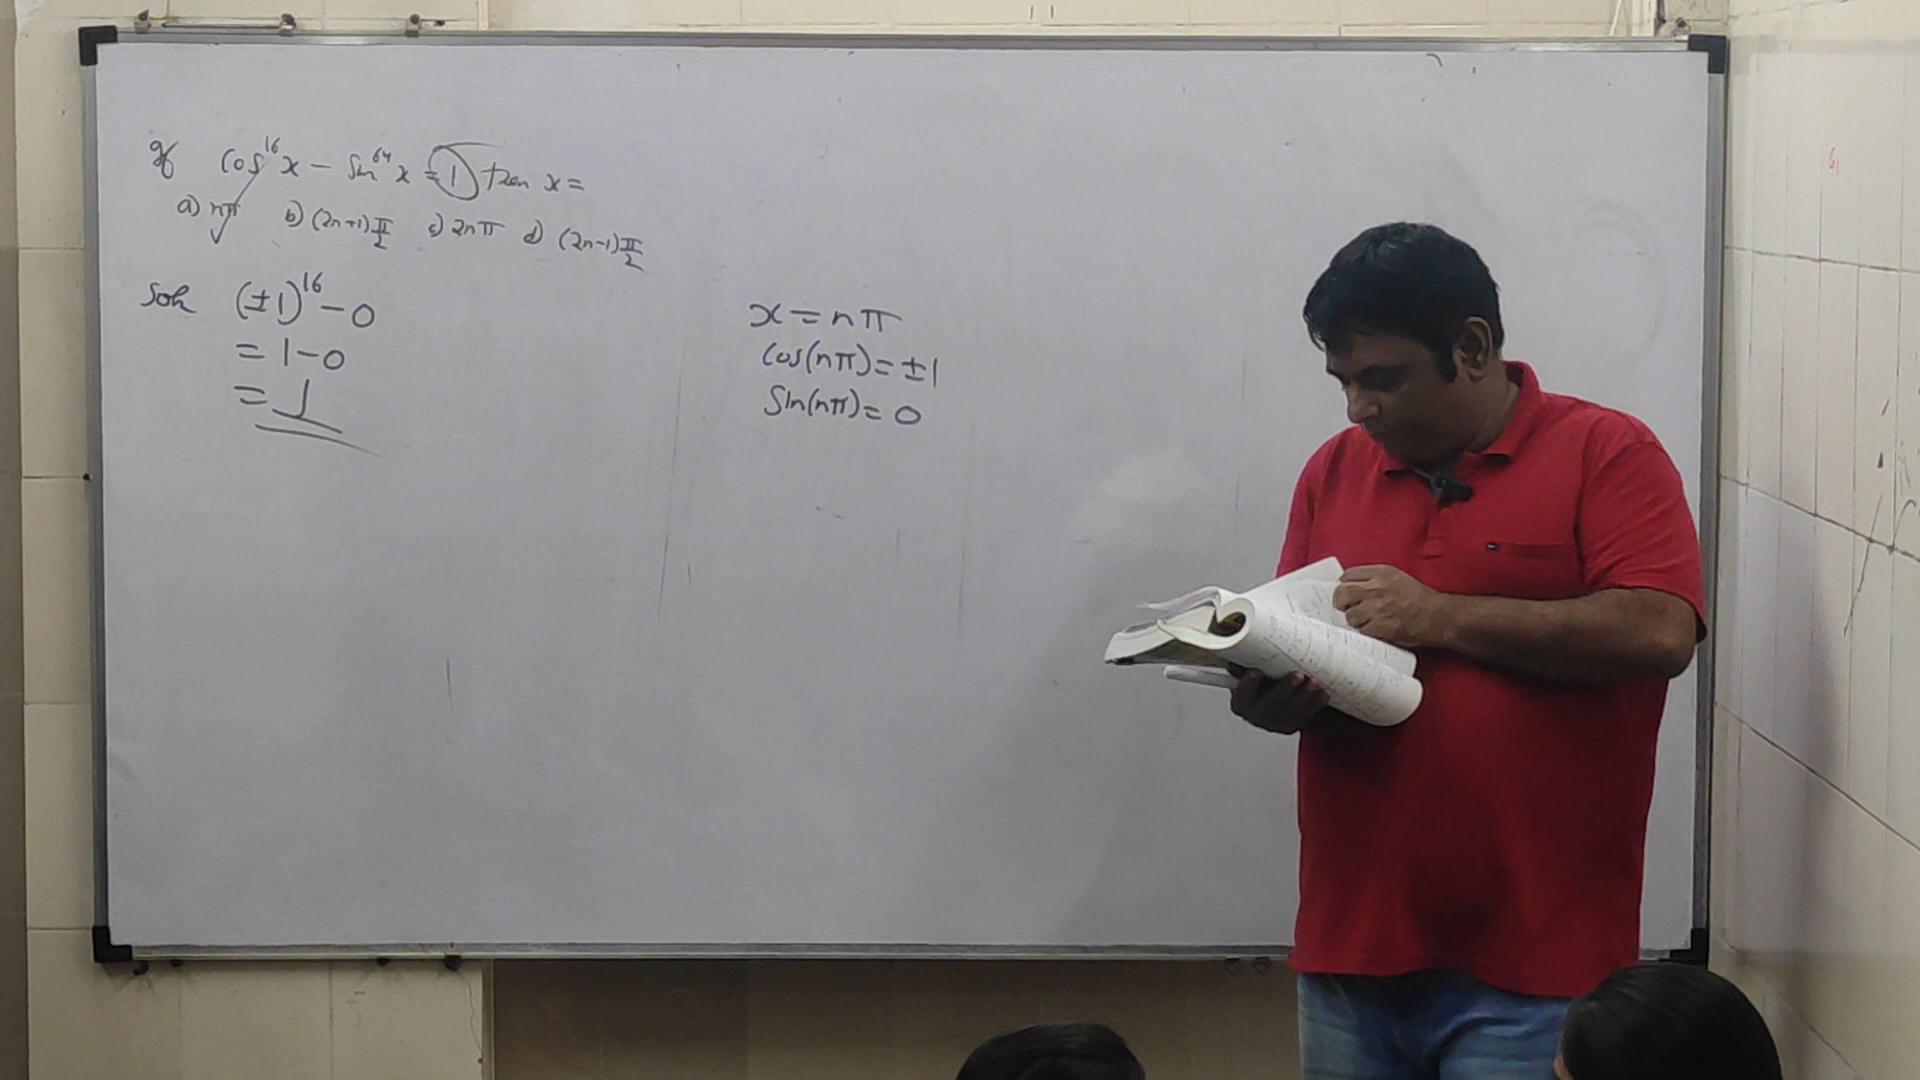 If cos¹⁶x − sin⁶⁴x = 1 then x =
a) nπ b) (2n+1)π/2 c) 2nπ d) (2n−1)π/2
Soln (±1)¹⁶ − 0
= 1 − 0
= 1
x = nπ
cos(nπ) = ±1
Sin(nπ) = 0